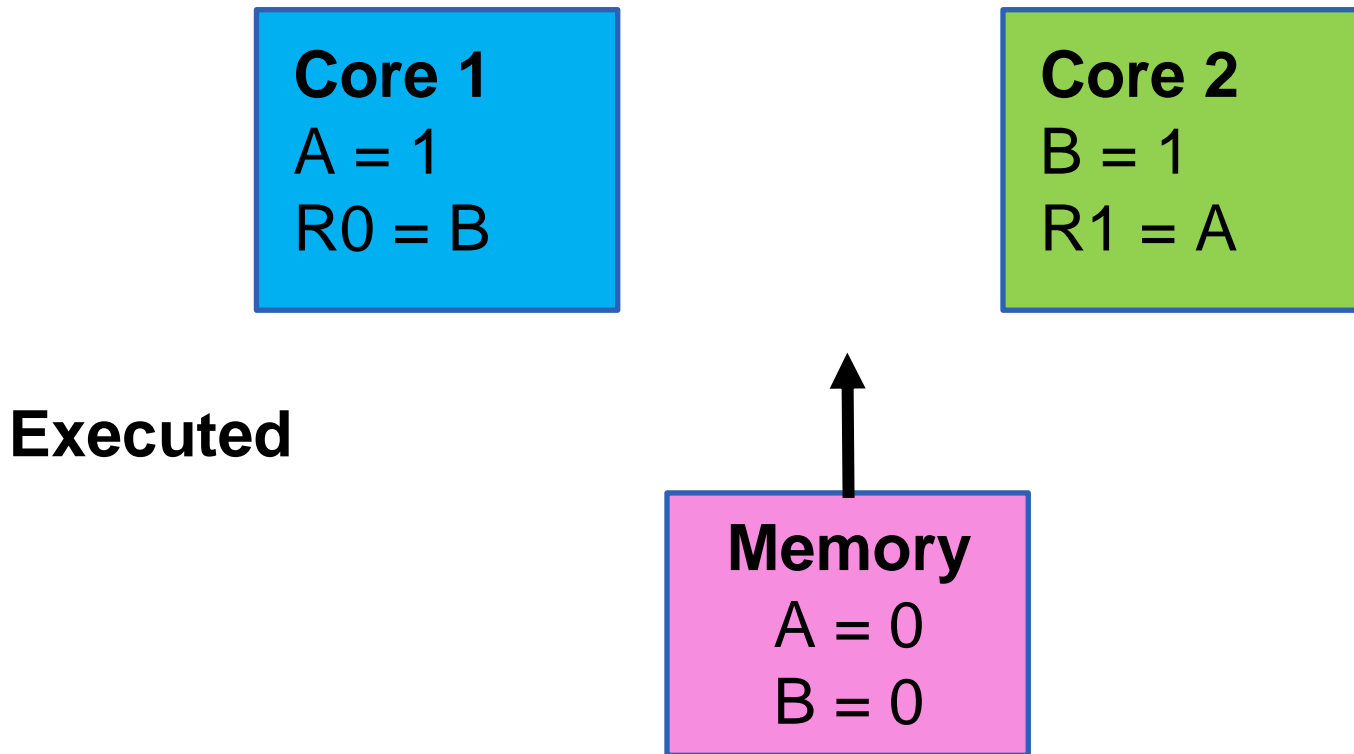 Core 1
A = 1
R0 = B
Core 2
B = 1
R1 = A
Executed
Memory
A = 0
B = 0